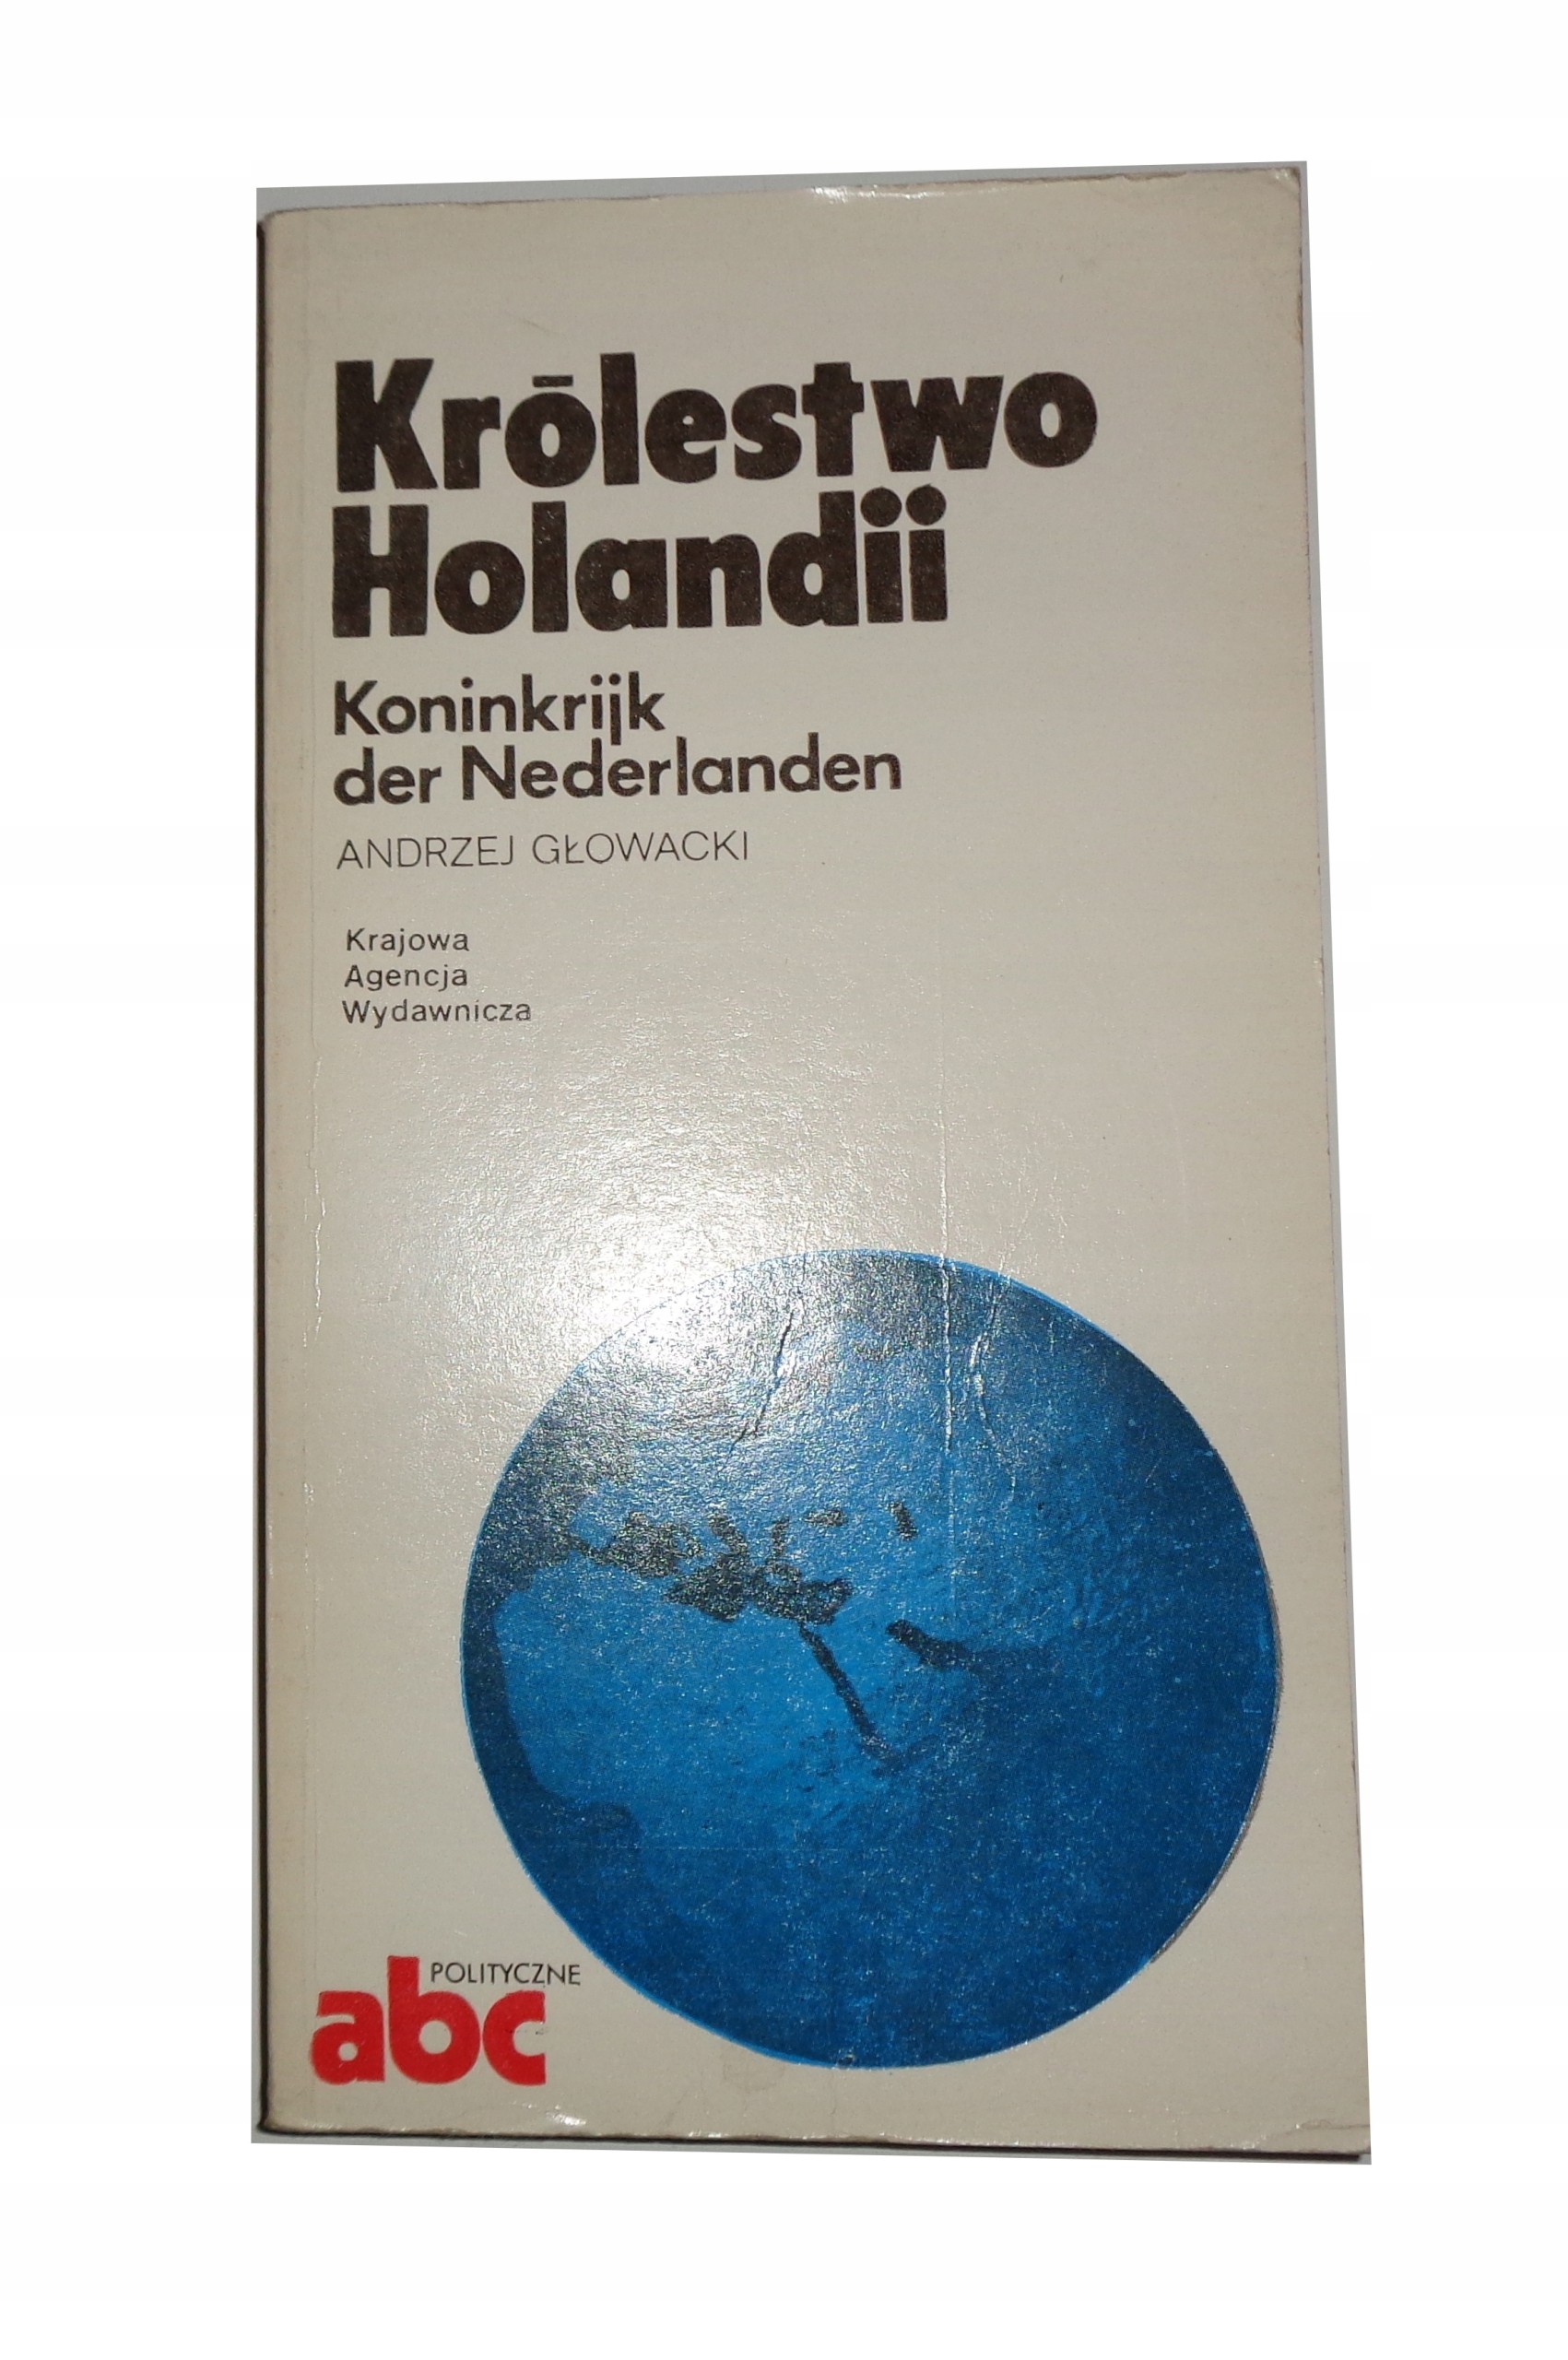 Królestwo
Holandii
Koninkrijk
der Nederlanden
ANDRZEJ GŁOWACKI
Krajowa
Agencja
Wydawnicza
POLITYCZNE
abc